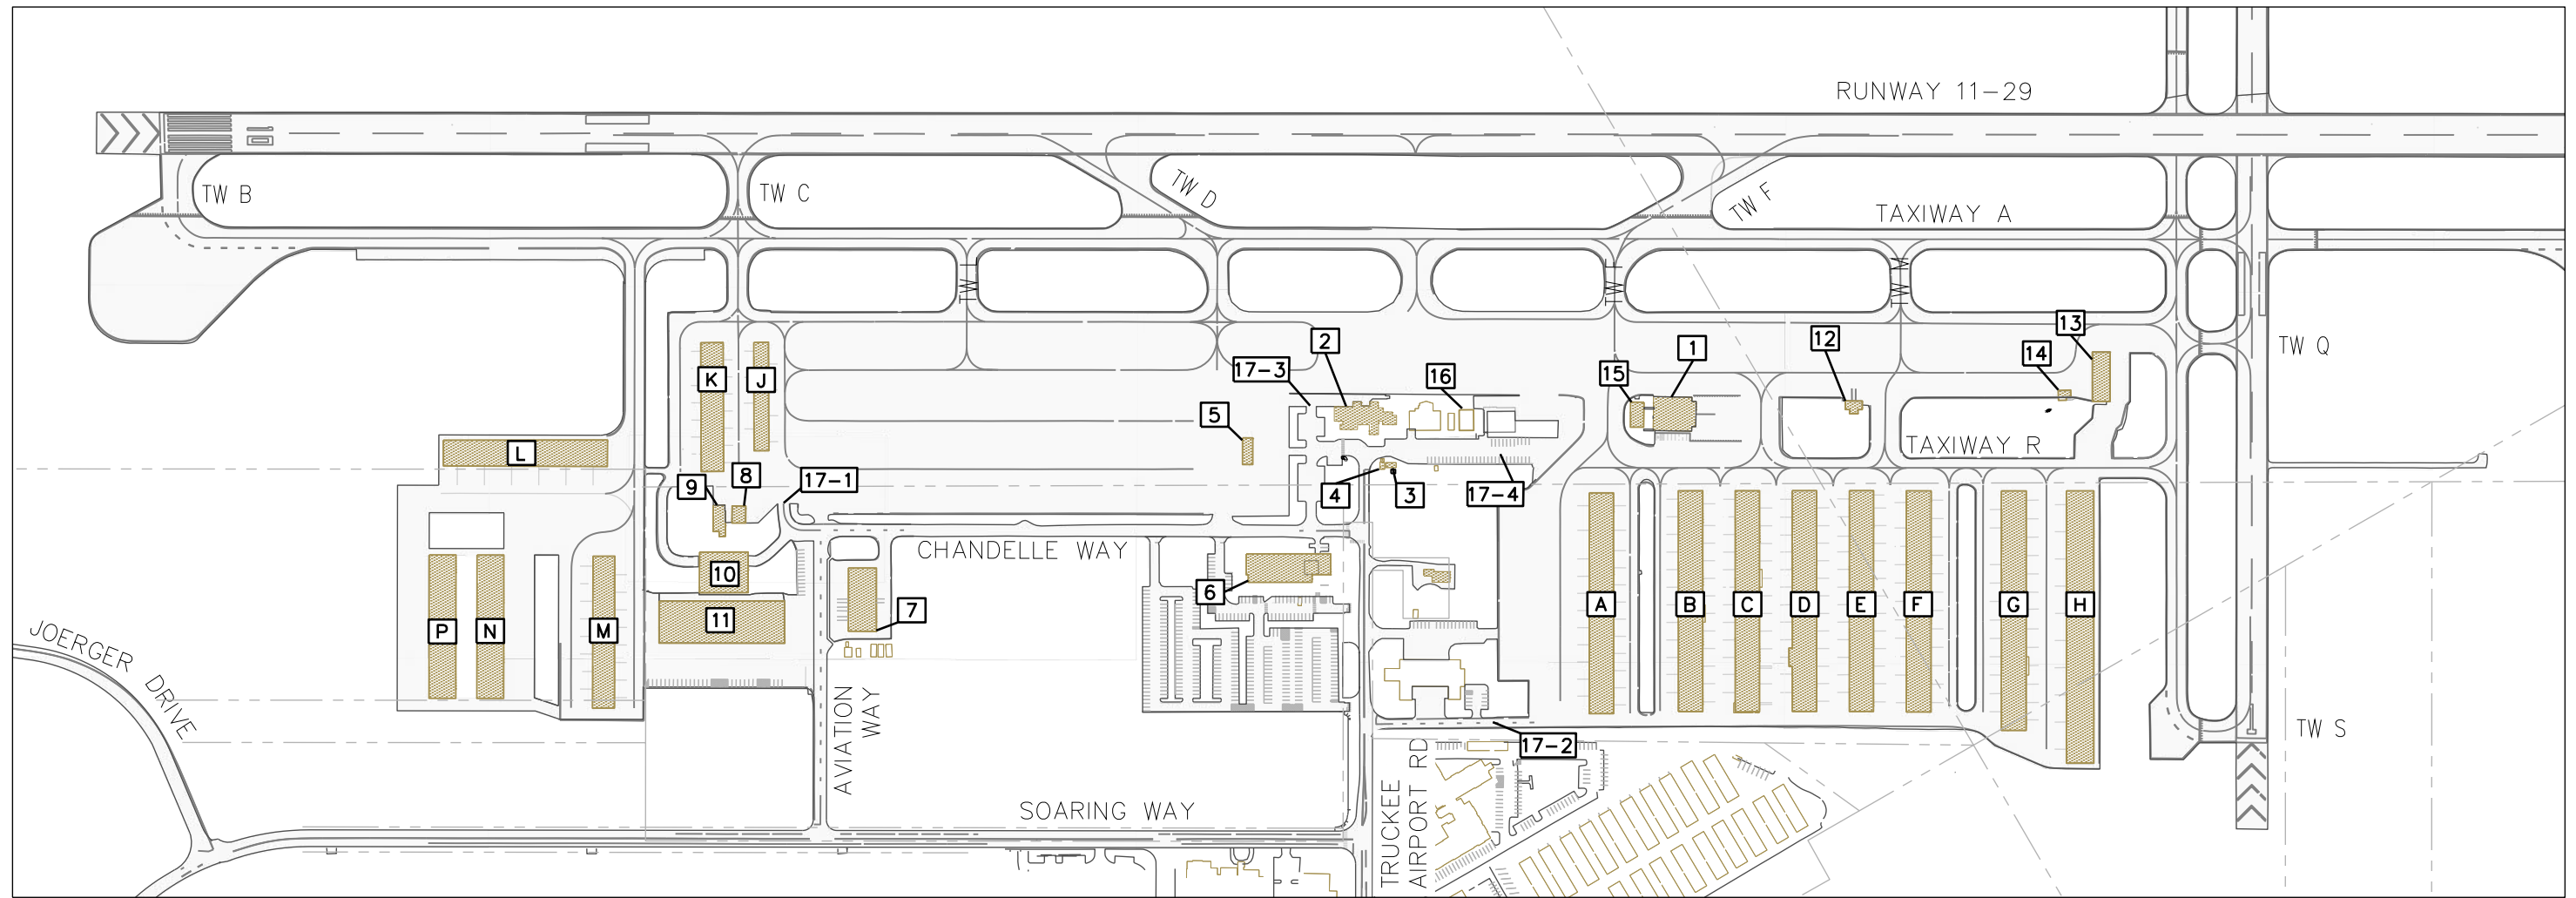 RUNWAY 11-29
TW B
TW C
TW D
TW F
TAXIWAY A
13
2
12
1
14
TW Q
17-3
16
15
K
J
5
TAXIWAY R
L
8
17-1
9
4
3
17-4
CHANDELLE WAY
10
6
7
A
B
C
D
E
F
G
H
11
P
N
M
JOERGER
DRIVE
AVIATION
WAY
17-2
TW S
SOARING WAY
TRUCKEE
AIRPORT RD